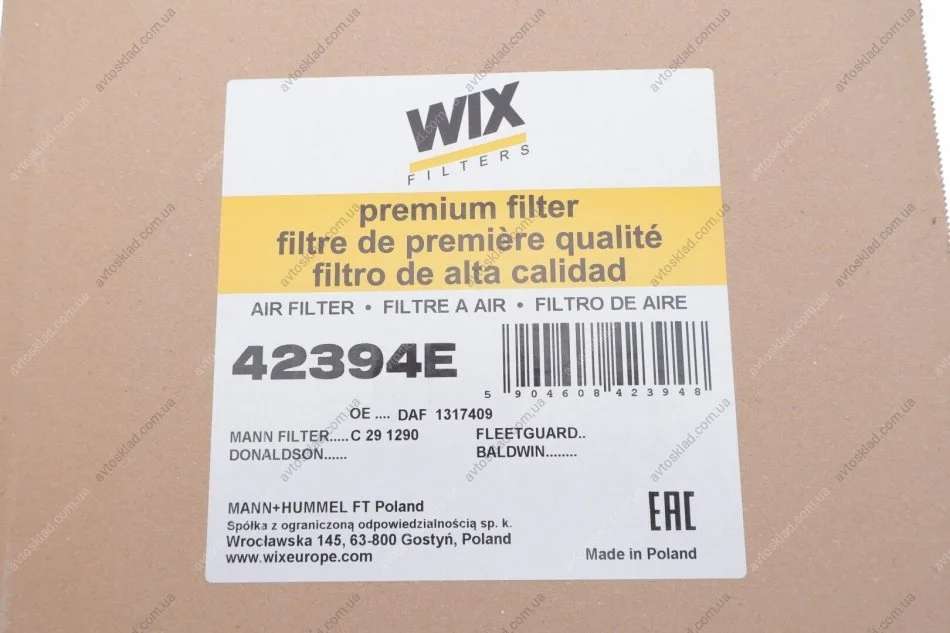 WIX
FILTERS
premium filter
filtre de première qualité
filtro de alta calidad
AIR FILTER • FILTRE A AIR • FILTRO DE AIRE
42394E
5 904608 423948
OE .... DAF 1317409
MANN FILTER.....C 29 1290 FLEETGUARD..
DONALDSON...... BALDWIN........
MANN+HUMMEL FT Poland
Spółka z ograniczoną odpowiedzialnością sp. k.
Wrocławska 145, 63-800 Gostyń, Poland
www.wixeurope.com
EAC
Made in Poland
avtosklad.com.ua